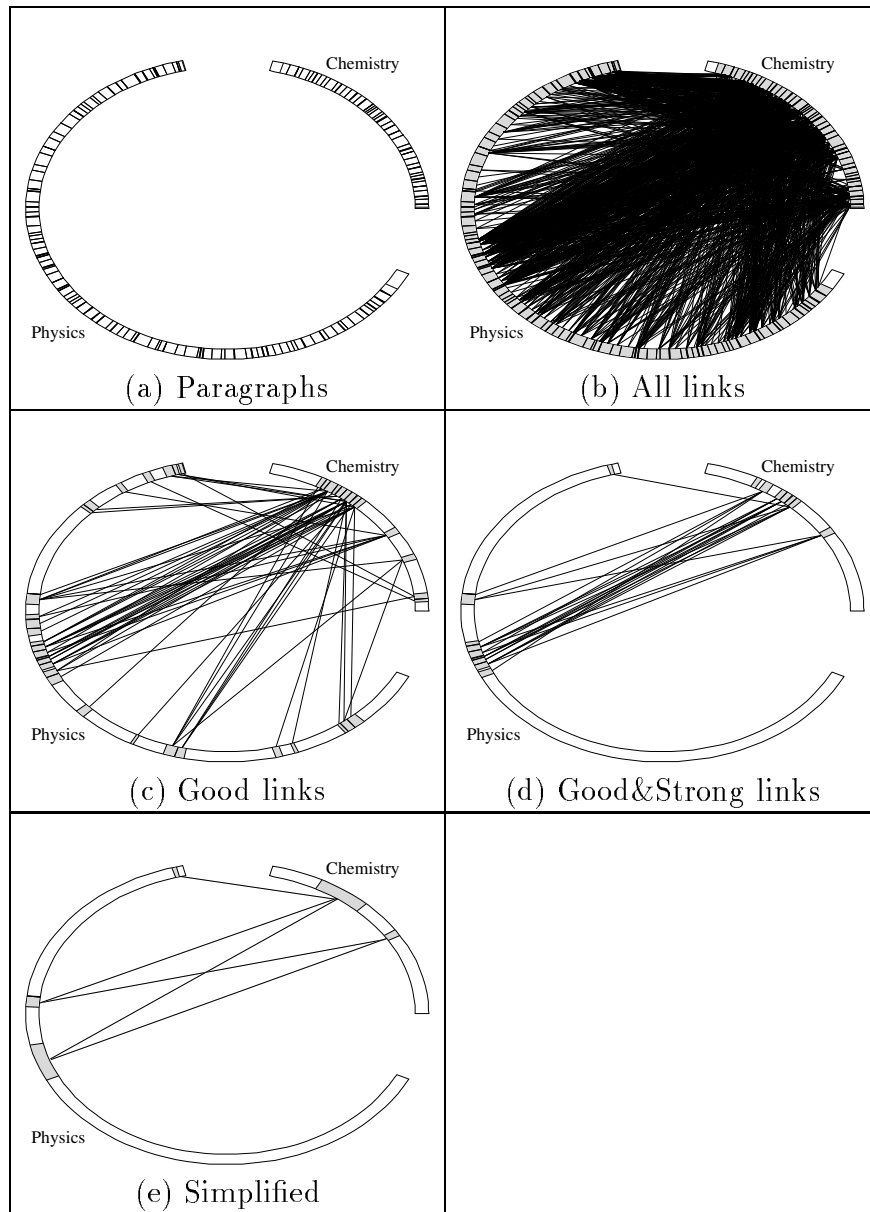 Chemistry
Physics
(a) Paragraphs
Chemistry
Physics
(b) All links
Chemistry
Physics
(c) Good links
Chemistry
Physics
(d) Good&Strong links
Chemistry
Physics
(e) Simplified